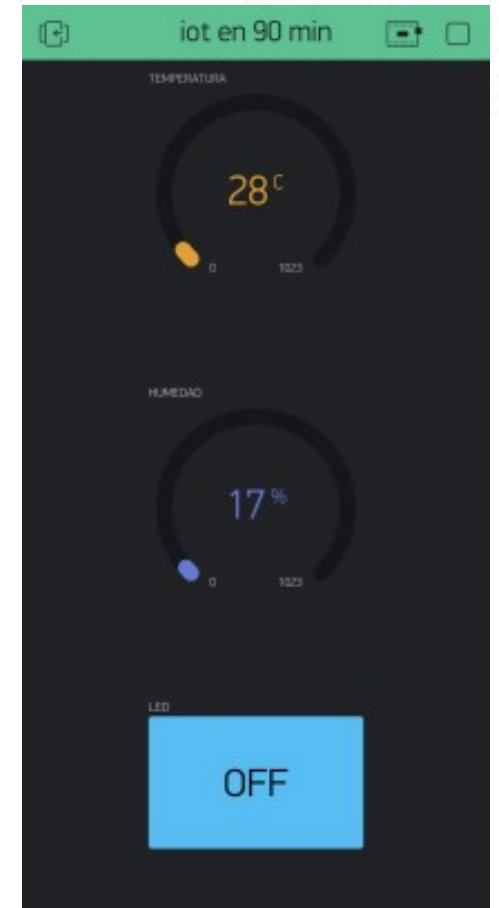 iot en 90 min
TEMPERATURA
28 C
0 1023
HUMEDAD
17 %
0 1023
LED
OFF